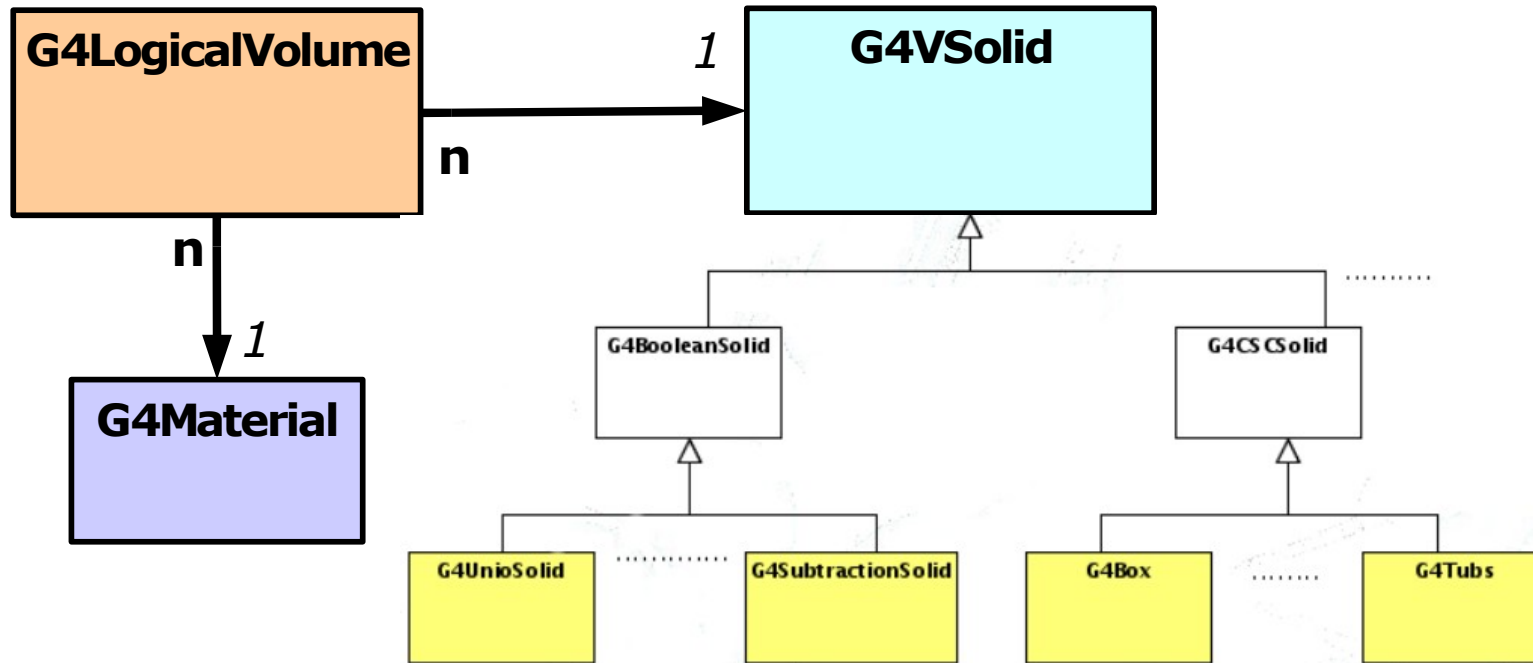 G4LogicalVolume
1
G4VSolid
n
n
1
G4Material
G4BooleanSolid
G4CSCSolid
...........
G4UnioSolid
..............
G4SubtractionSolid
G4Box
........
G4Tubs